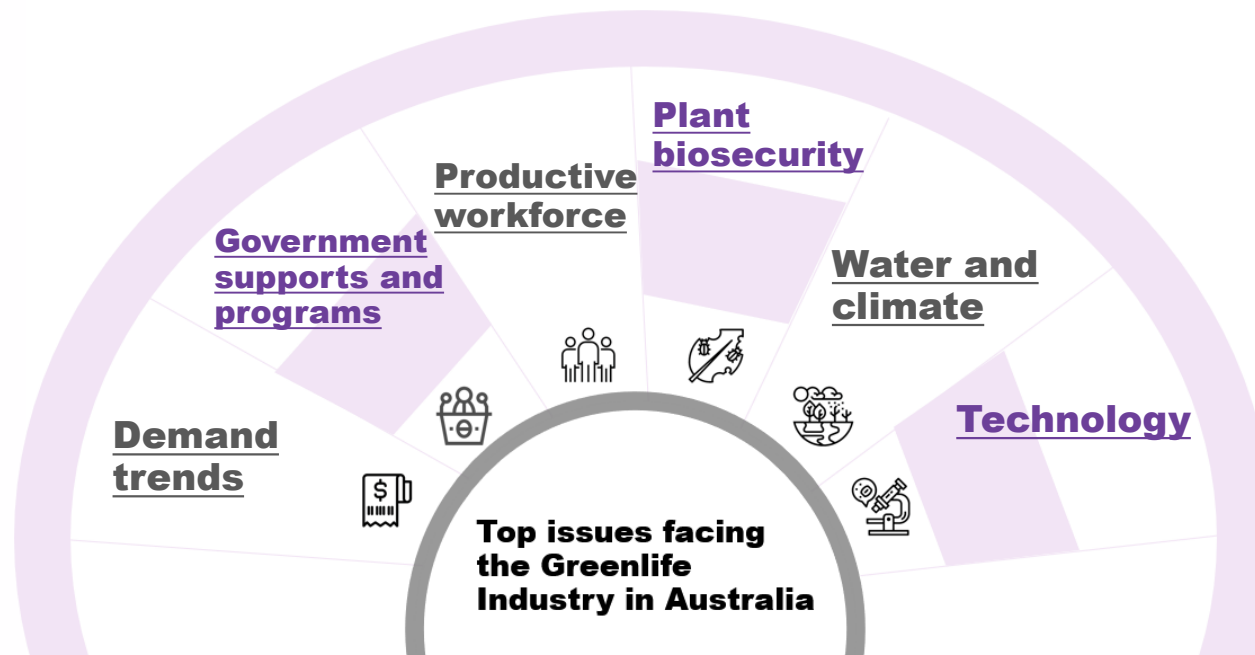 Plant
biosecurity
Productive
workforce
Government
supports and
programs
Water and
climate
Technology
Demand
trends
$
Top issues facing
the Greenlife
Industry in Australia